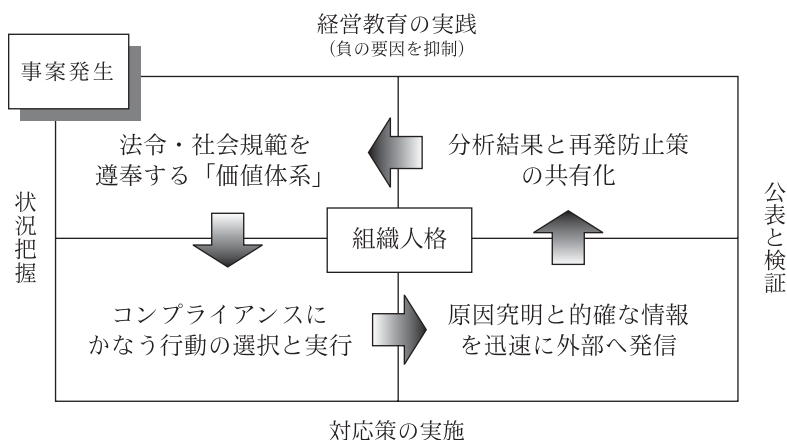 経営教育の実践
（負の要因を抑制）
事案発生
法令・社会規範を
遵奉する「価値体系」
分析結果と再発防止策
の共有化
状況把握
組織人格
公表と検証
コンプライアンスに
かなう行動の選択と実行
原因究明と的確な情報
を迅速に外部へ発信
対応策の実施